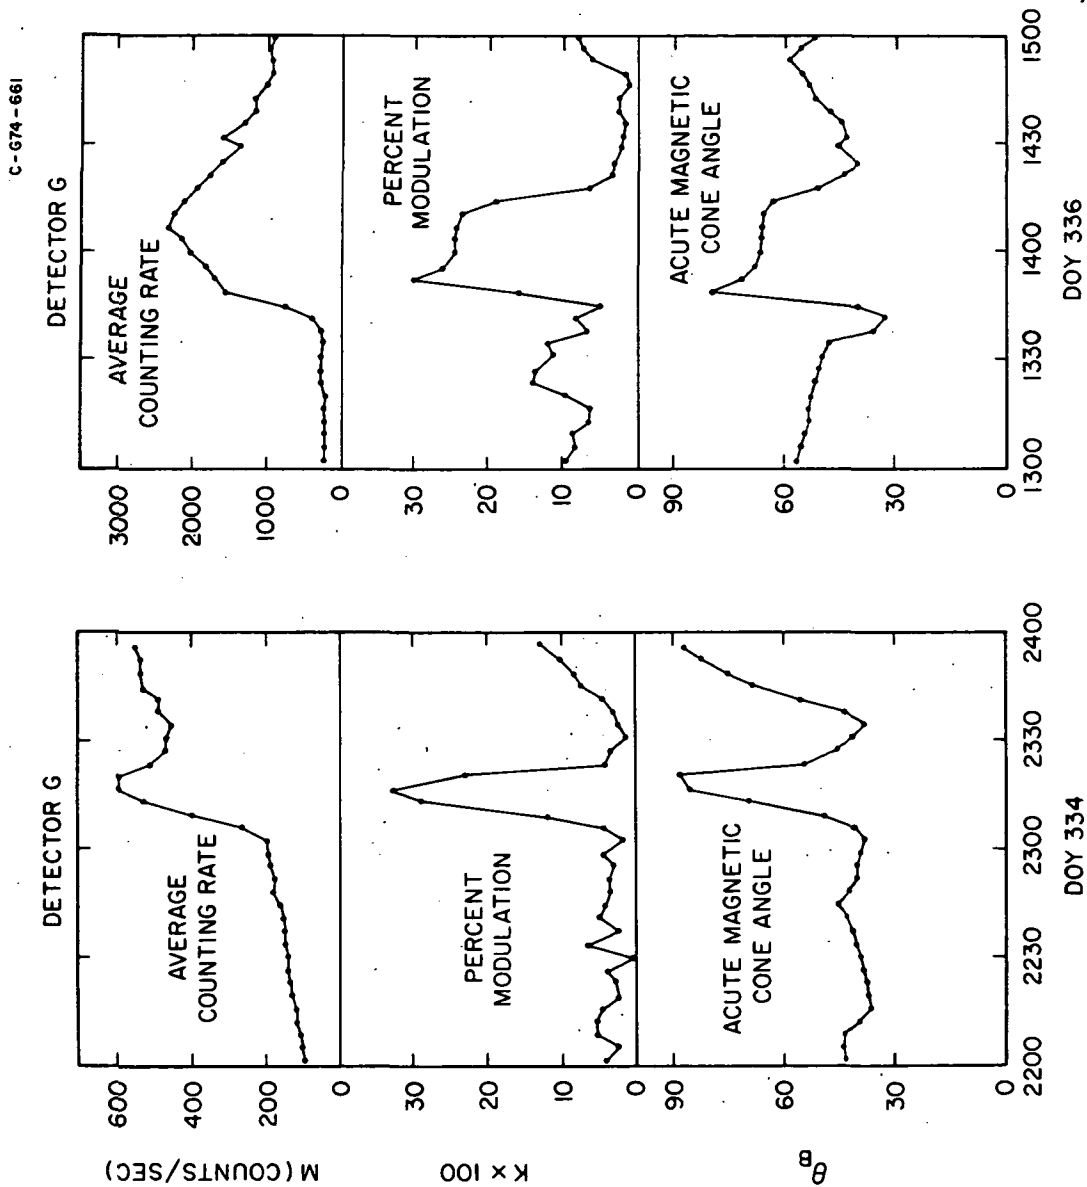 C-G74-661
DETECTOR G
DETECTOR G
M (COUNTS/SEC)
600
400
200
0
AVERAGE
COUNTING RATE
3000
2000
1000
0
AVERAGE
COUNTING RATE
K × 100
30
20
10
0
PERCENT
MODULATION
30
20
10
0
PERCENT
MODULATION
θB
90
60
30
ACUTE MAGNETIC
CONE ANGLE
90
60
30
0
ACUTE MAGNETIC
CONE ANGLE
2200
2230
2300
2330
2400
DOY 334
1300
1330
1400
1430
1500
DOY 336